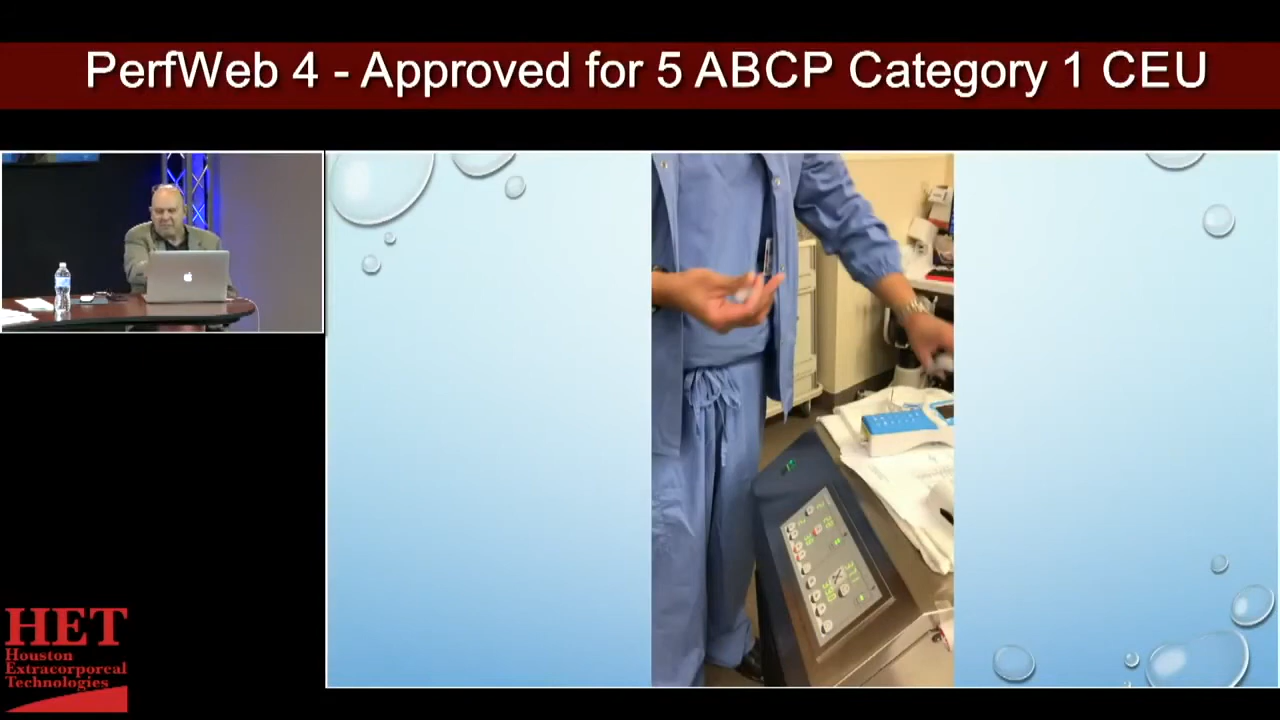 PerfWeb 4 - Approved for 5 ABCP Category 1 CEU
HET
Houston
Extracorporeal
Technologies